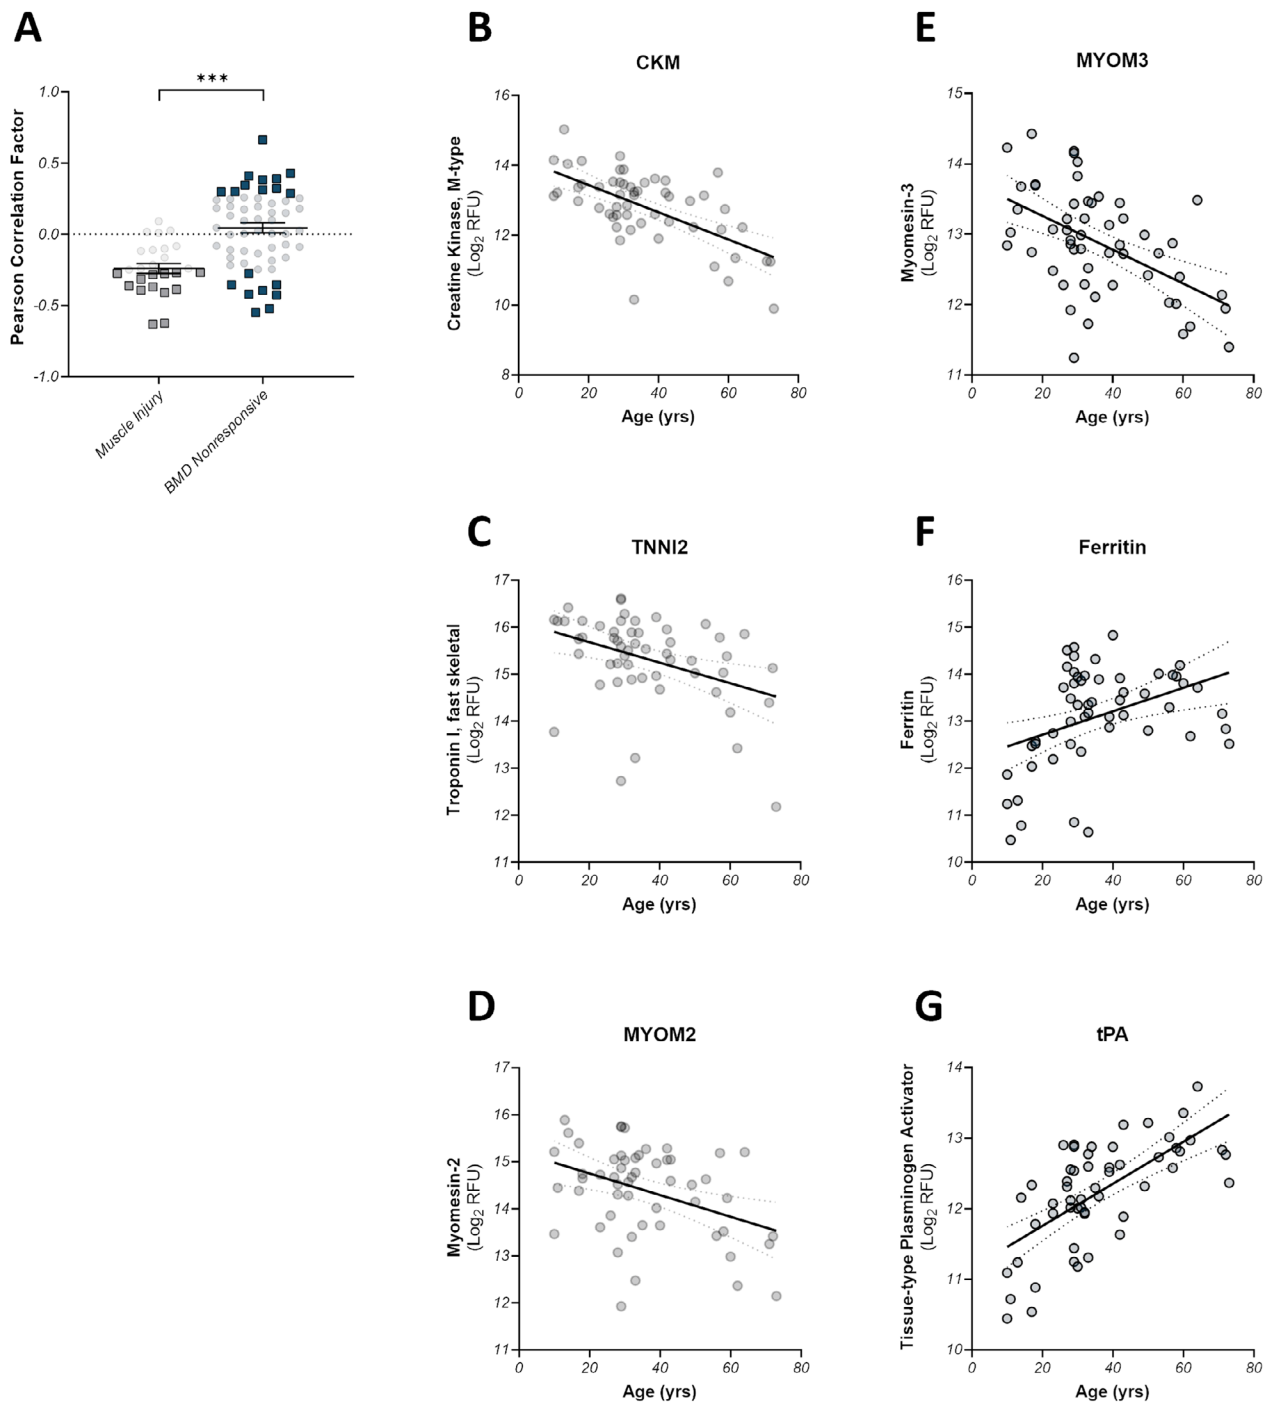 A
***
Pearson Correlation Factor
1.0
0.5
0.0
-0.5
-1.0
Muscle Injury
BMD Nonresponsive
B
CKM
Creatine Kinase, M-type
(Log2 RFU)
16
14
12
10
8
0 20 40 60 80
Age (yrs)
E
MYOM3
Myomesin-3
(Log2 RFU)
15
14
13
12
11
0 20 40 60 80
Age (yrs)
C
TNNI2
Troponin I, fast skeletal
(Log2 RFU)
17
16
15
14
13
12
11
0 20 40 60 80
Age (yrs)
F
Ferritin
Ferritin
(Log2 RFU)
16
15
14
13
12
11
10
0 20 40 60 80
Age (yrs)
D
MYOM2
Myomesin-2
(Log2 RFU)
17
16
15
14
13
12
11
0 20 40 60 80
Age (yrs)
G
tPA
Tissue-type Plasminogen Activator
(Log2 RFU)
14
13
12
11
10
0 20 40 60 80
Age (yrs)